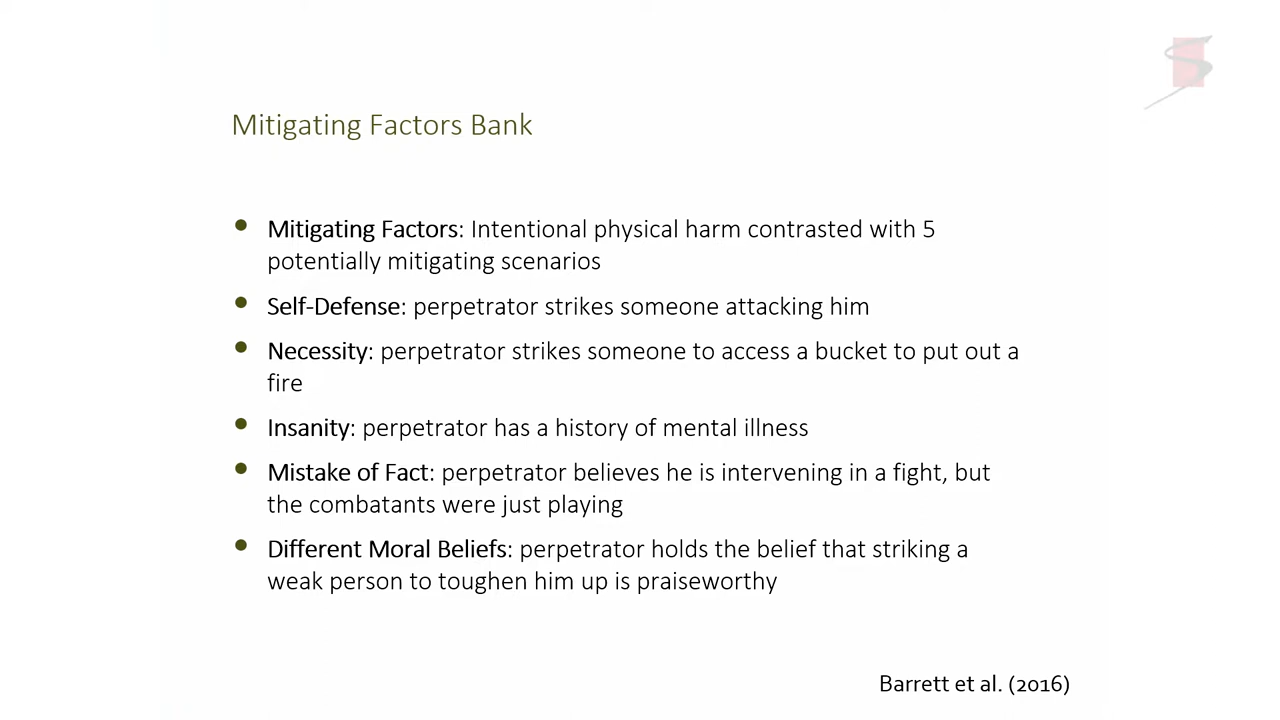 Mitigating Factors Bank
• Mitigating Factors: Intentional physical harm contrasted with 5
potentially mitigating scenarios
• Self-Defense: perpetrator strikes someone attacking him
• Necessity: perpetrator strikes someone to access a bucket to put out a
fire
• Insanity: perpetrator has a history of mental illness
• Mistake of Fact: perpetrator believes he is intervening in a fight, but
the combatants were just playing
• Different Moral Beliefs: perpetrator holds the belief that striking a
weak person to toughen him up is praiseworthy
Barrett et al. (2016)